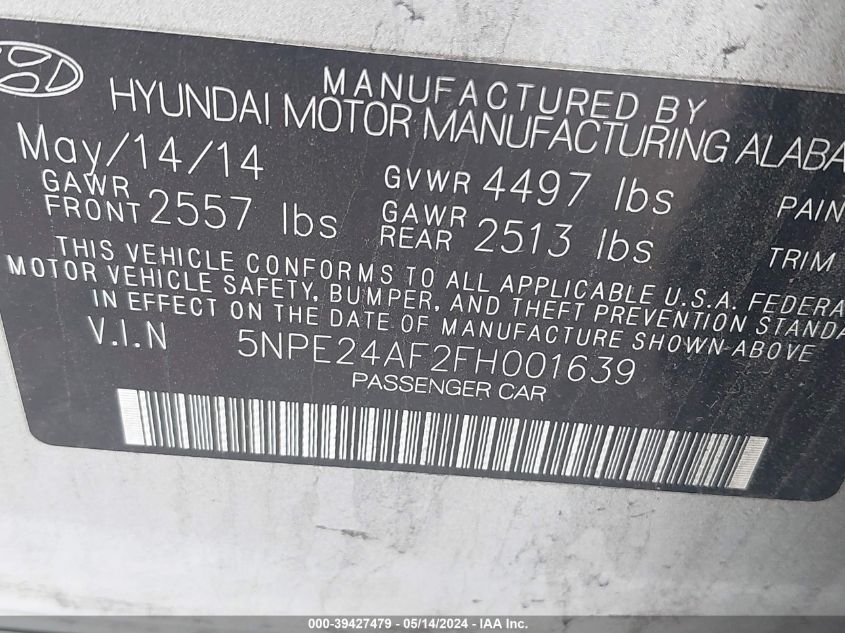 MANUFACTURED BY
HYUNDAI MOTOR MANUFACTURING ALABA
May/14/14
GVWR 4497 lbs
PAIN
GAWR FRONT 2557 lbs
GAWR REAR 2513 lbs
TRIM
THIS VEHICLE CONFORMS TO ALL APPLICABLE U.S.A. FEDERA
MOTOR VEHICLE SAFETY, BUMPER, AND THEFT PREVENTION STANDA
IN EFFECT ON THE DATE OF MANUFACTURE SHOWN ABOVE
V.I.N 5NPE24AF2FH001639
PASSENGER CAR
000-39427479 - 05/14/2024 - IAA Inc.